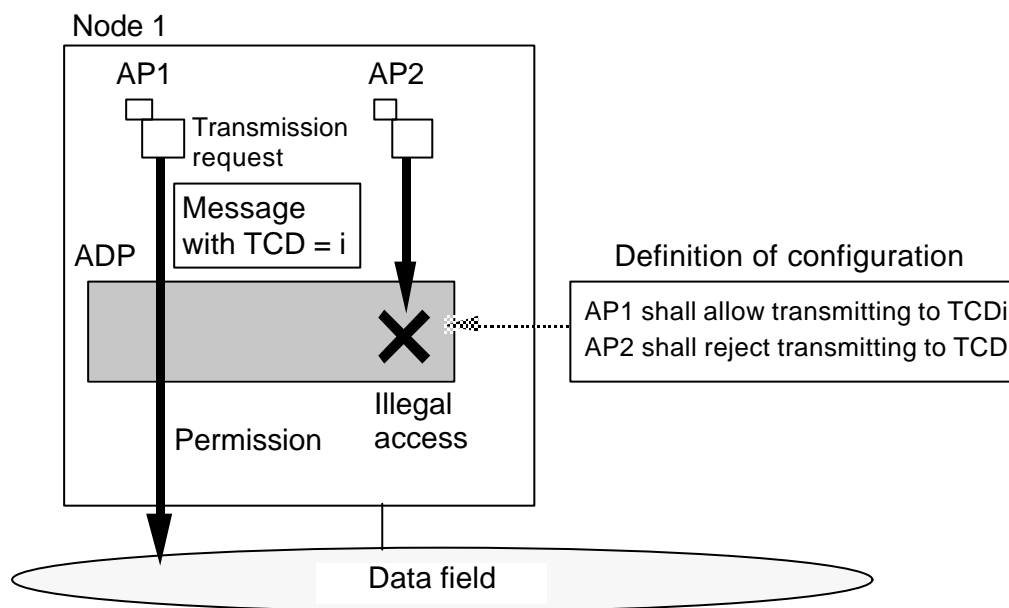 Node 1
AP1
AP2
Transmission
request
Message
with TCD = i
ADP
Definition of configuration
AP1 shall allow transmitting to TCDi
AP2 shall reject transmitting to TCD
Illegal
access
Permission
Data field